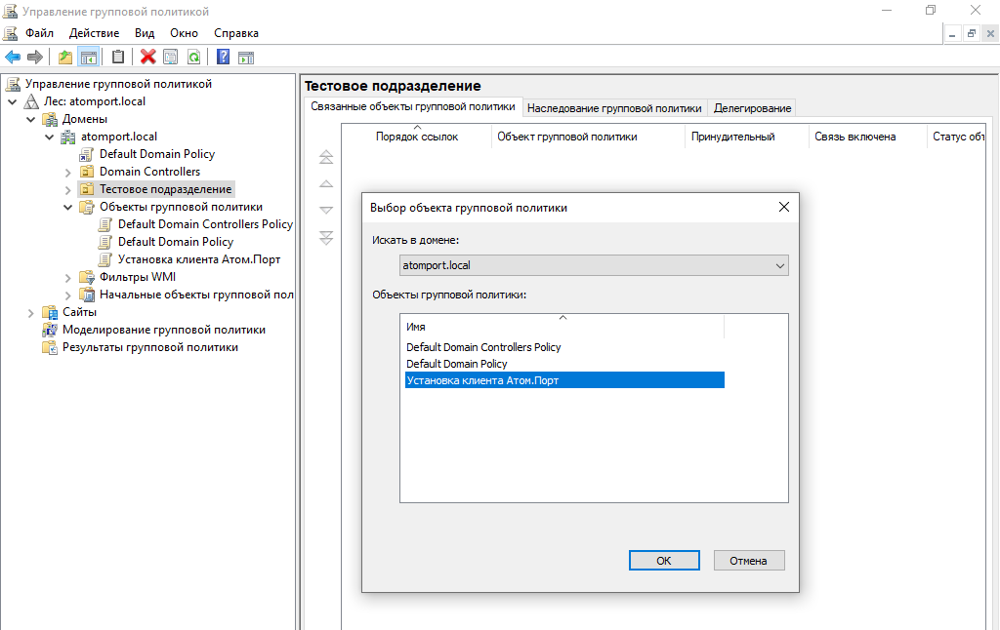 Управление групповой политикой
Файл Действие Вид Окно Справка
Управление групповой политикой
Лес: atomport.local
Домены
atomport.local
Default Domain Policy
Domain Controllers
Тестовое подразделение
Объекты групповой политики
Default Domain Controllers Policy
Default Domain Policy
Установка клиента Атом.Порт
Фильтры WMI
Начальные объекты групповой пол
Сайты
Моделирование групповой политики
Результаты групповой политики
Тестовое подразделение
Связанные объекты групповой политики Наследование групповой политики Делегирование
Порядок ссылок Объект групповой политики Принудительный Связь включена Статус объ
Выбор объекта групповой политики
Искать в домене:
atomport.local
Объекты групповой политики:
Имя
Default Domain Controllers Policy
Default Domain Policy
Установка клиента Атом.Порт
ОК Отмена